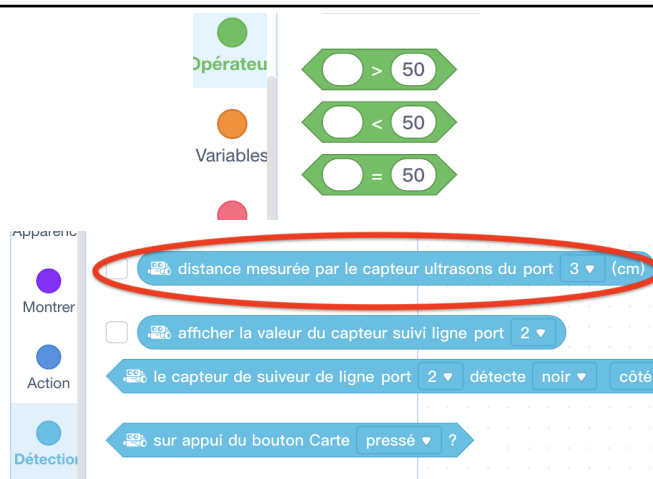 Opérateu
> 50
< 50
= 50
Variables
Apparenc
distance mesurée par le capteur ultrasons du port 3 (cm)
Montrer
afficher la valeur du capteur suivi ligne port 2
Action
le capteur de suiveur de ligne port 2 détecte noir côté
Détection
sur appui du bouton Carte pressé ?